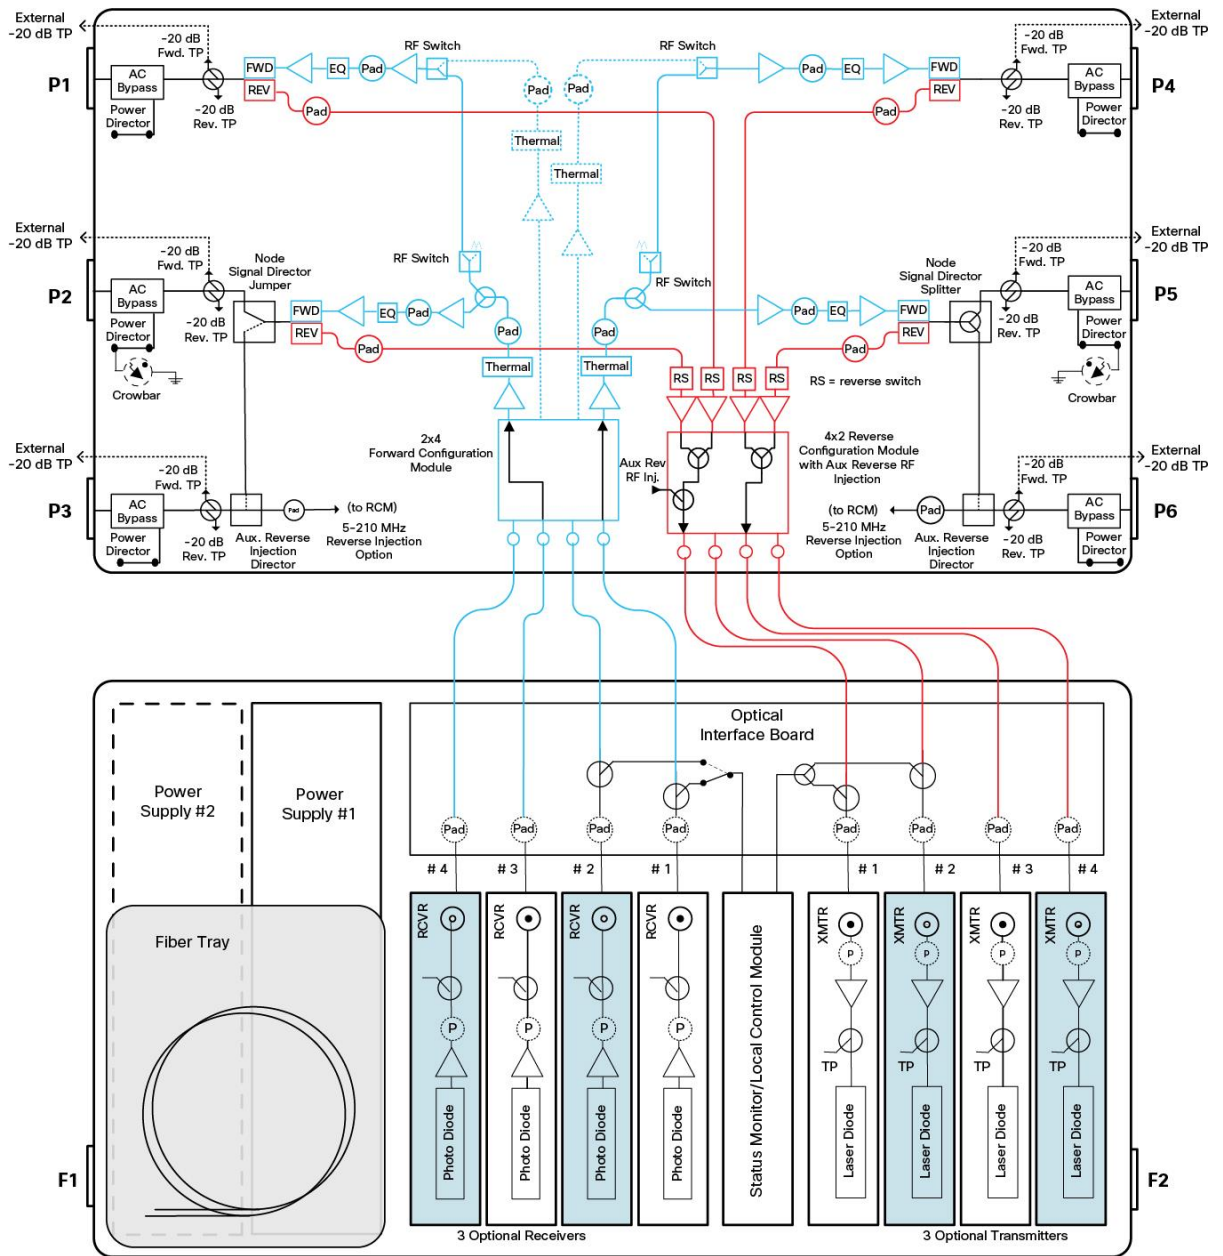 External
-20 dB TP
-20 dB
Fwd. TP
RF Switch
RF Switch
-20 dB
Fwd. TP
External
-20 dB TP
P1
AC
Bypass
FWD
EQ
Pad
Pad
Pad
Pad
EQ
FWD
AC
Bypass
P4
REV
Pad
Pad
REV
Power
Director
-20 dB
Rev. TP
-20 dB
Rev. TP
Power
Director
Thermal
Thermal
External
-20 dB TP
-20 dB
Fwd. TP
Node
Signal Director
Jumper
RF Switch
RF Switch
Node
Signal Director
Splitter
-20 dB
Fwd. TP
External
-20 dB TP
P2
AC
Bypass
FWD
EQ
Pad
Pad
EQ
FWD
AC
Bypass
P5
REV
Pad
Pad
Pad
Pad
REV
Power
Director
-20 dB
Rev. TP
-20 dB
Rev. TP
Power
Director
Thermal
Thermal
RS
RS
RS
RS
RS = reverse switch
Crowbar
Crowbar
2x4
Forward Configuration
Module
4x2 Reverse
Configuration Module
with Aux Reverse RF
Injection
Aux Rev
RF Inj.
External
-20 dB TP
-20 dB
Fwd. TP
-20 dB
Fwd. TP
External
-20 dB TP
P3
AC
Bypass
Pad
(to RCM)
(to RCM)
Pad
AC
Bypass
P6
5-210 MHz
Reverse Injection
Option
5-210 MHz
Reverse Injection
Option
Power
Director
-20 dB
Rev. TP
Aux. Reverse
Injection
Director
Aux. Reverse
Injection
Director
-20 dB
Rev. TP
Power
Director
Optical
Interface Board
Power
Supply #2
Power
Supply #1
Pad
Pad
Pad
Pad
Pad
Pad
Pad
Pad
# 4
# 3
# 2
# 1
# 1
# 2
# 3
# 4
RCVR
RCVR
RCVR
RCVR
Status Monitor/Local Control Module
XMTR
XMTR
XMTR
XMTR
Fiber Tray
P
P
P
P
P
P
P
P
TP
TP
TP
TP
Photo Diode
Photo Diode
Photo Diode
Photo Diode
Laser Diode
Laser Diode
Laser Diode
Laser Diode
F1
F2
3 Optional Receivers
3 Optional Transmitters